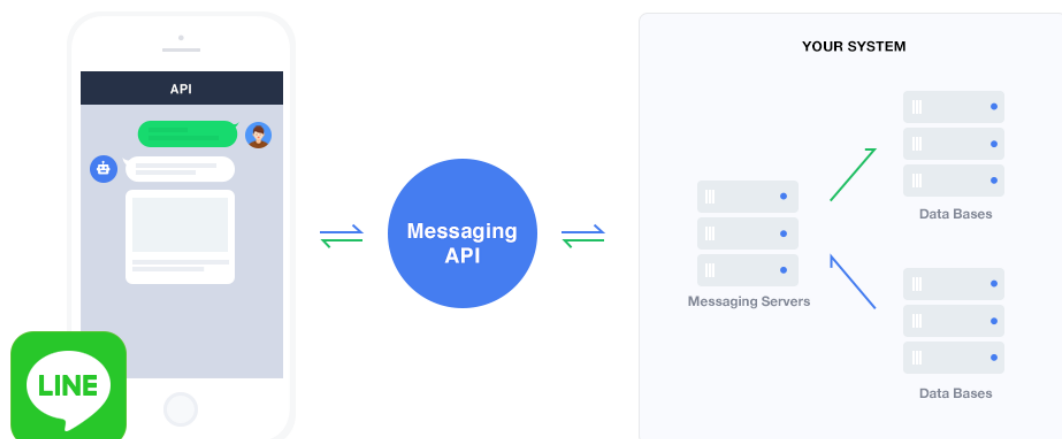 API
LINE
Messaging
API
YOUR SYSTEM
Messaging Servers
Data Bases
Data Bases